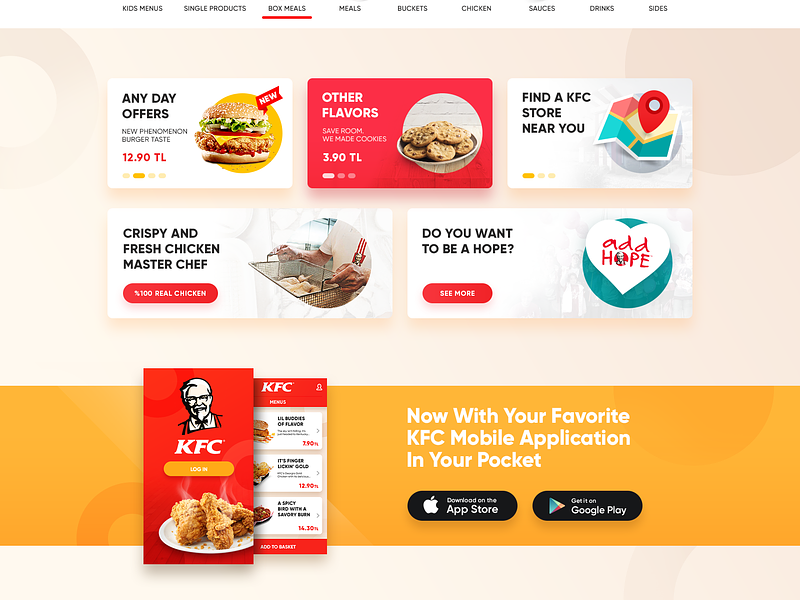 KIDS MENUS
SINGLE PRODUCTS
BOX MEALS
MEALS
BUCKETS
CHICKEN
SAUCES
DRINKS
SIDES
ANY DAY
OFFERS
NEW PHENOMENON
BURGER TASTE
12.90 TL
NEW
OTHER
FLAVORS
SAVE ROOM.
WE MADE COOKIES
3.90 TL
FIND A KFC
STORE
NEAR YOU
CRISPY AND
FRESH CHICKEN
MASTER CHEF
%100 REAL CHICKEN
DO YOU WANT
TO BE A HOPE?
SEE MORE
add
HOPE
KFC
LOG IN
KFC
MENUS
LIL BUDDIES
OF FLAVOR
7.90 TL
IT'S FINGER
LICKIN' GOLD
12.90 TL
A SPICY
BIRD WITH A
SAVORY BURN
14.30 TL
ADD TO BASKET
Now With Your Favorite
KFC Mobile Application
In Your Pocket
Download on the
App Store
Get it on
Google Play